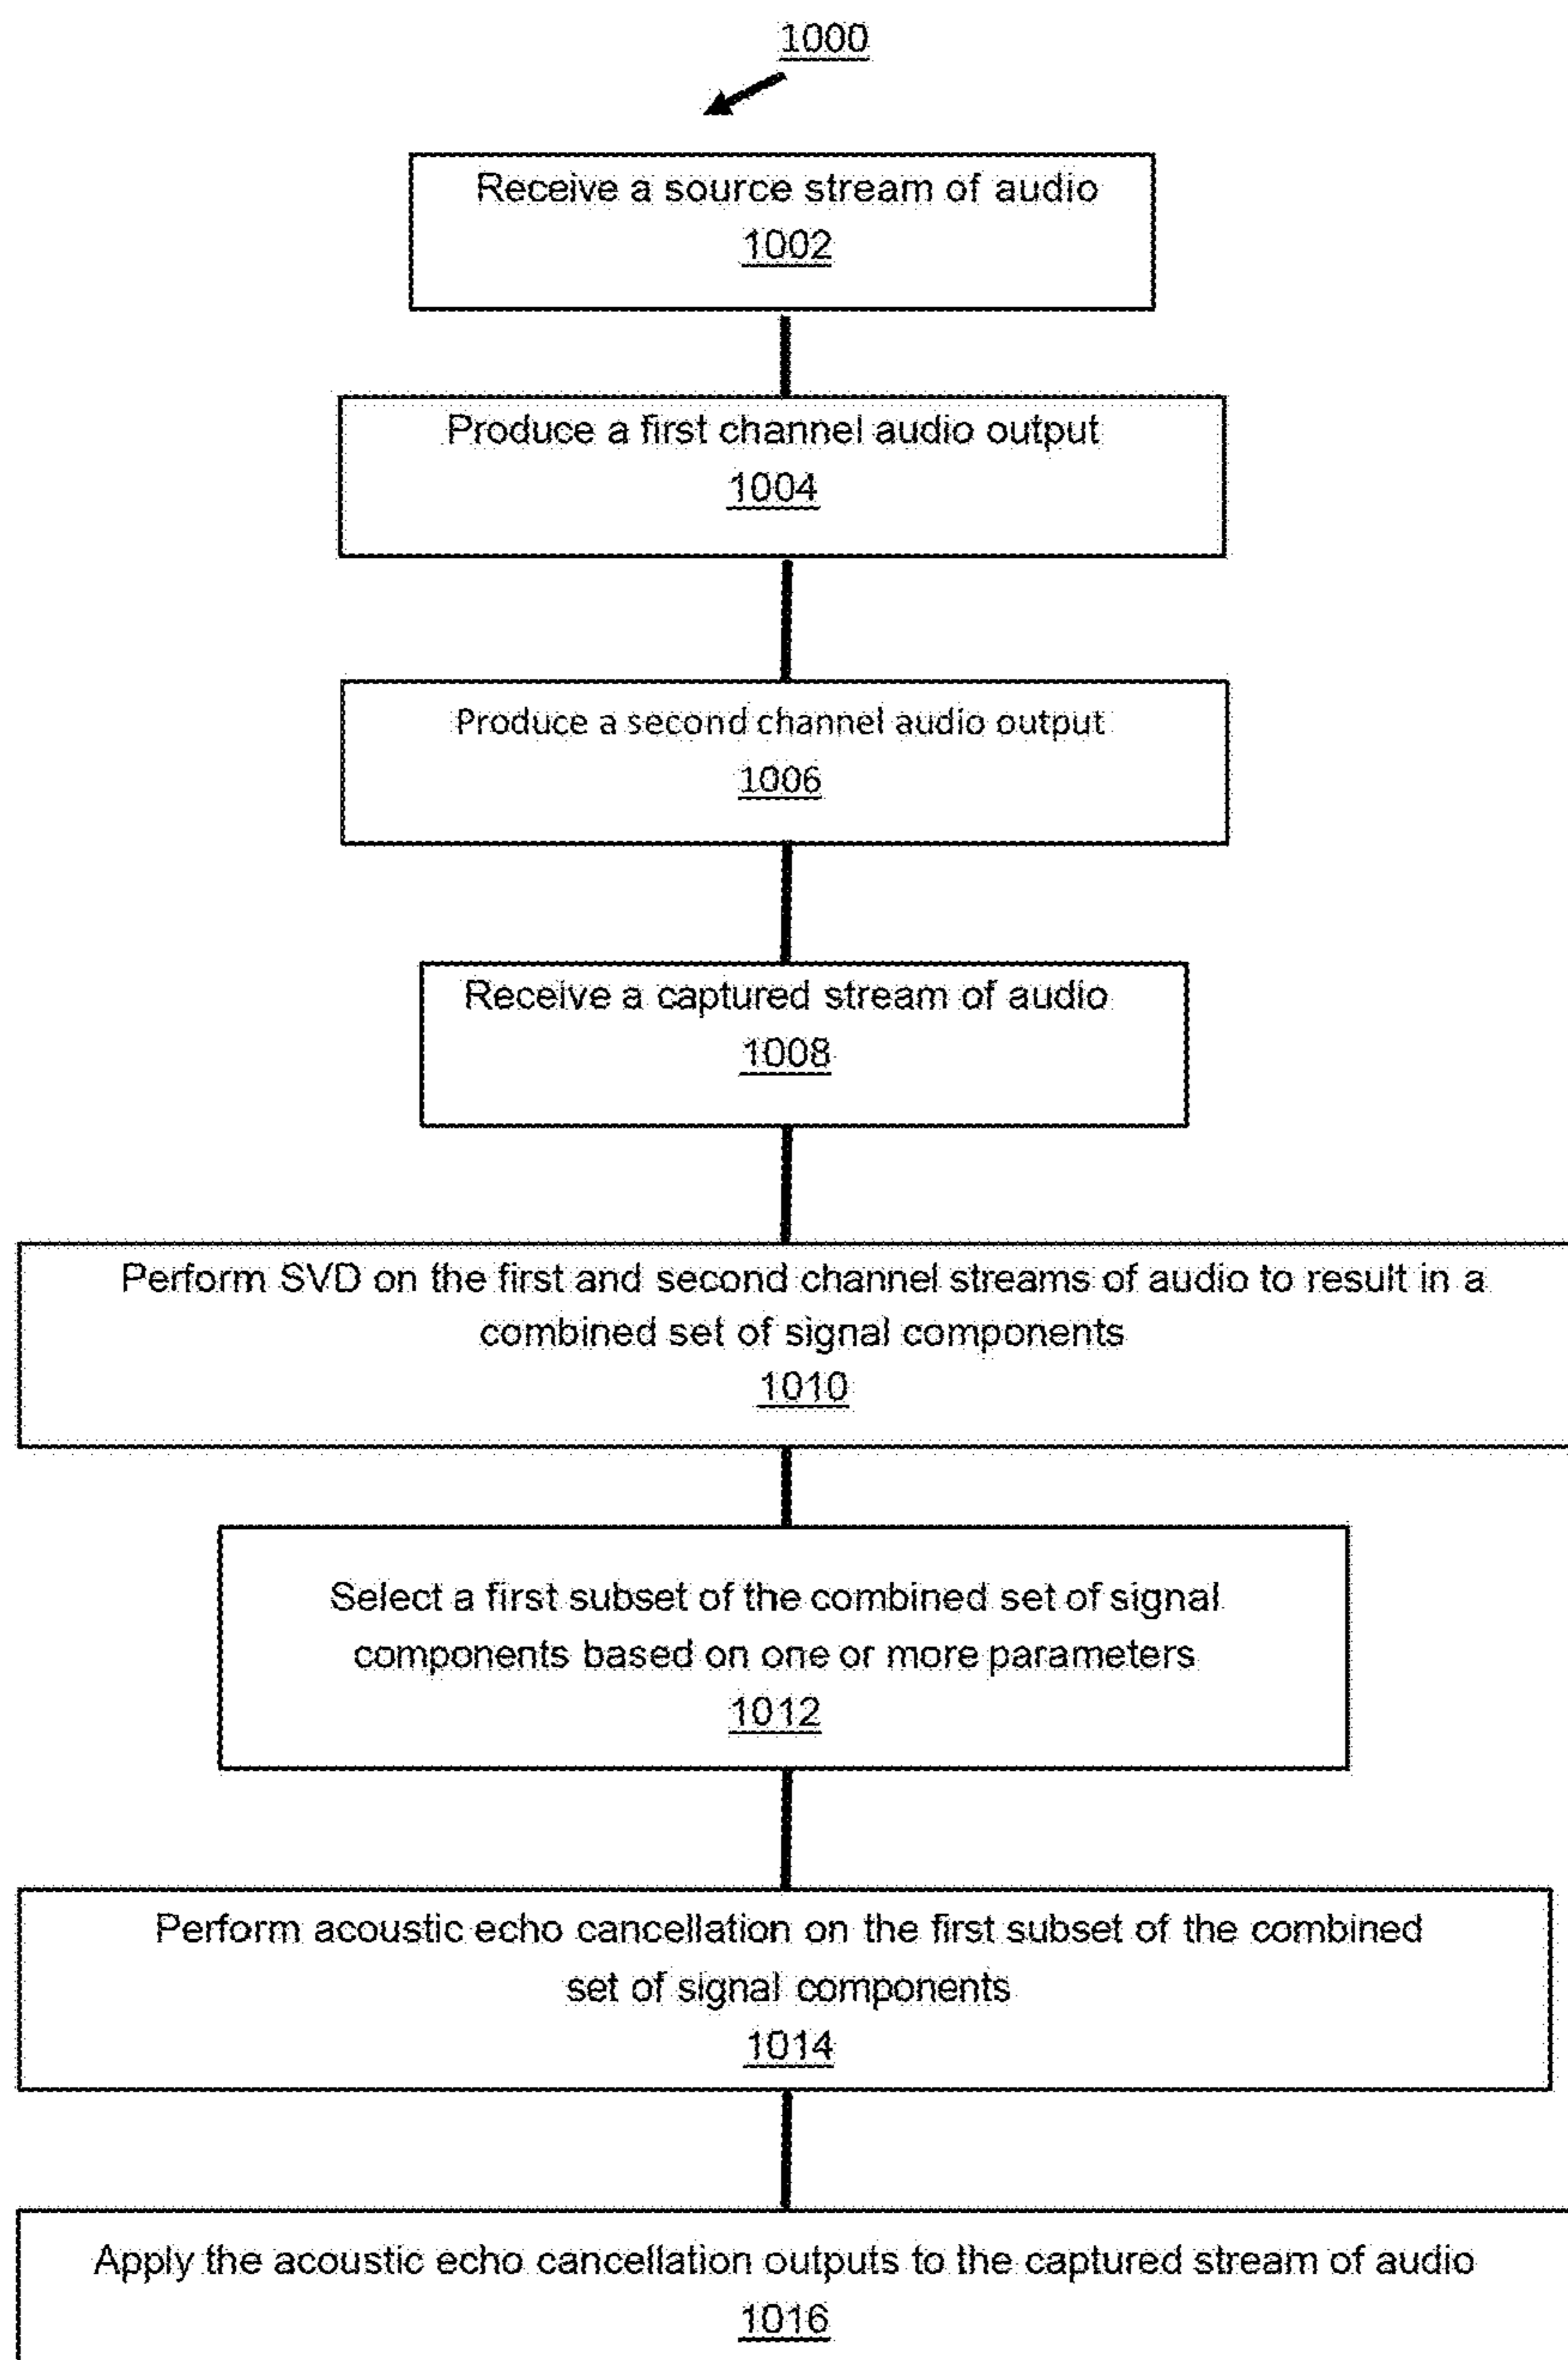 1000
Receive a source stream of audio
1002
Produce a first channel audio output
1004
Produce a second channel audio output
1006
Receive a captured stream of audio
1008
Perform SVD on the first and second channel streams of audio to result in a
combined set of signal components
1010
Select a first subset of the combined set of signal
components based on one or more parameters
1012
Perform acoustic echo cancellation on the first subset of the combined
set of signal components
1014
Apply the acoustic echo cancellation outputs to the captured stream of audio
1016